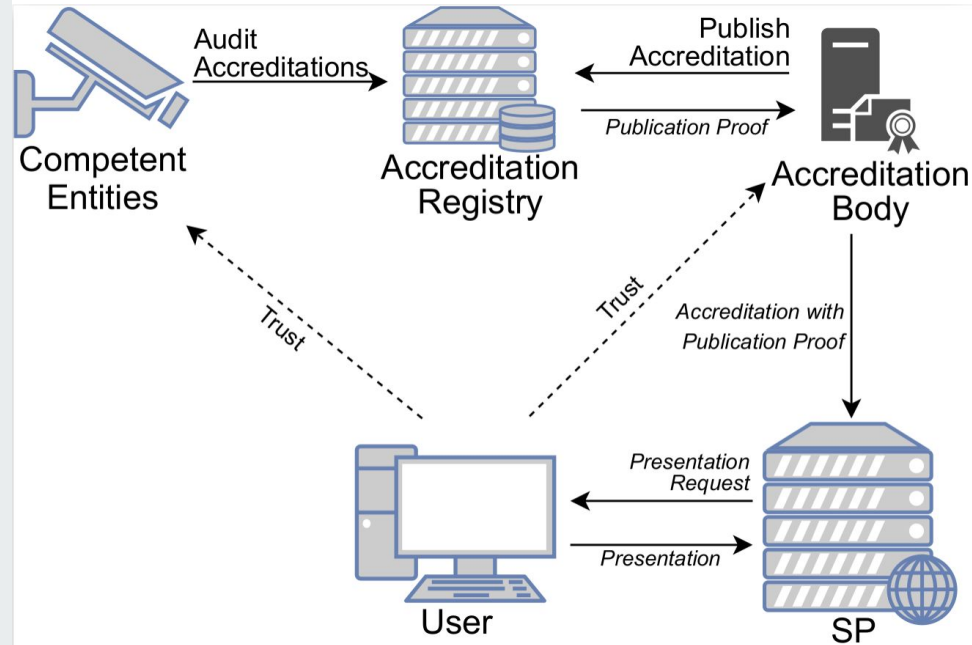 Audit
Accreditations
Publish
Accreditation
Publication Proof
Competent
Entities
Accreditation
Registry
Accreditation
Body
Trust
Trust
Accreditation with
Publication Proof
Presentation
Request
Presentation
User
SP